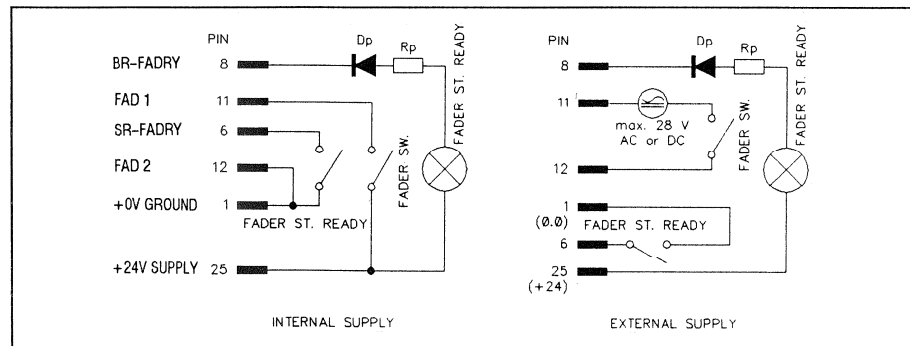 PIN
BR-FADRY 8
FAD 1 11
SR-FADRY 6
FAD 2 12
+0V GROUND 1
+24V SUPPLY 25
Dp
Rp
FADER ST. READY
FADER SW.
FADER ST. READY
INTERNAL SUPPLY
PIN
8
11
12
1
(0.0)
6
25
(+24)
Dp
Rp
FADER ST. READY
max. 28 V
AC or DC
FADER SW.
FADER ST. READY
EXTERNAL SUPPLY